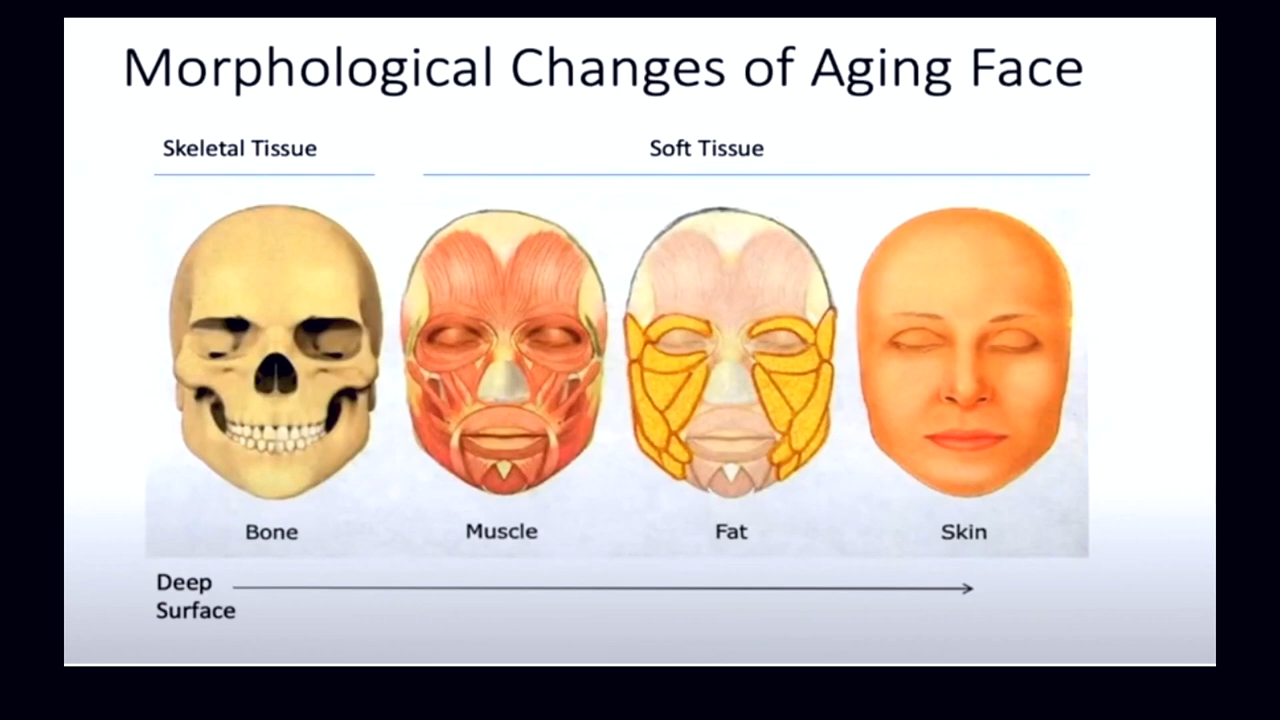 Morphological Changes of Aging Face
Skeletal Tissue
Soft Tissue
Bone
Muscle
Fat
Skin
Deep
Surface